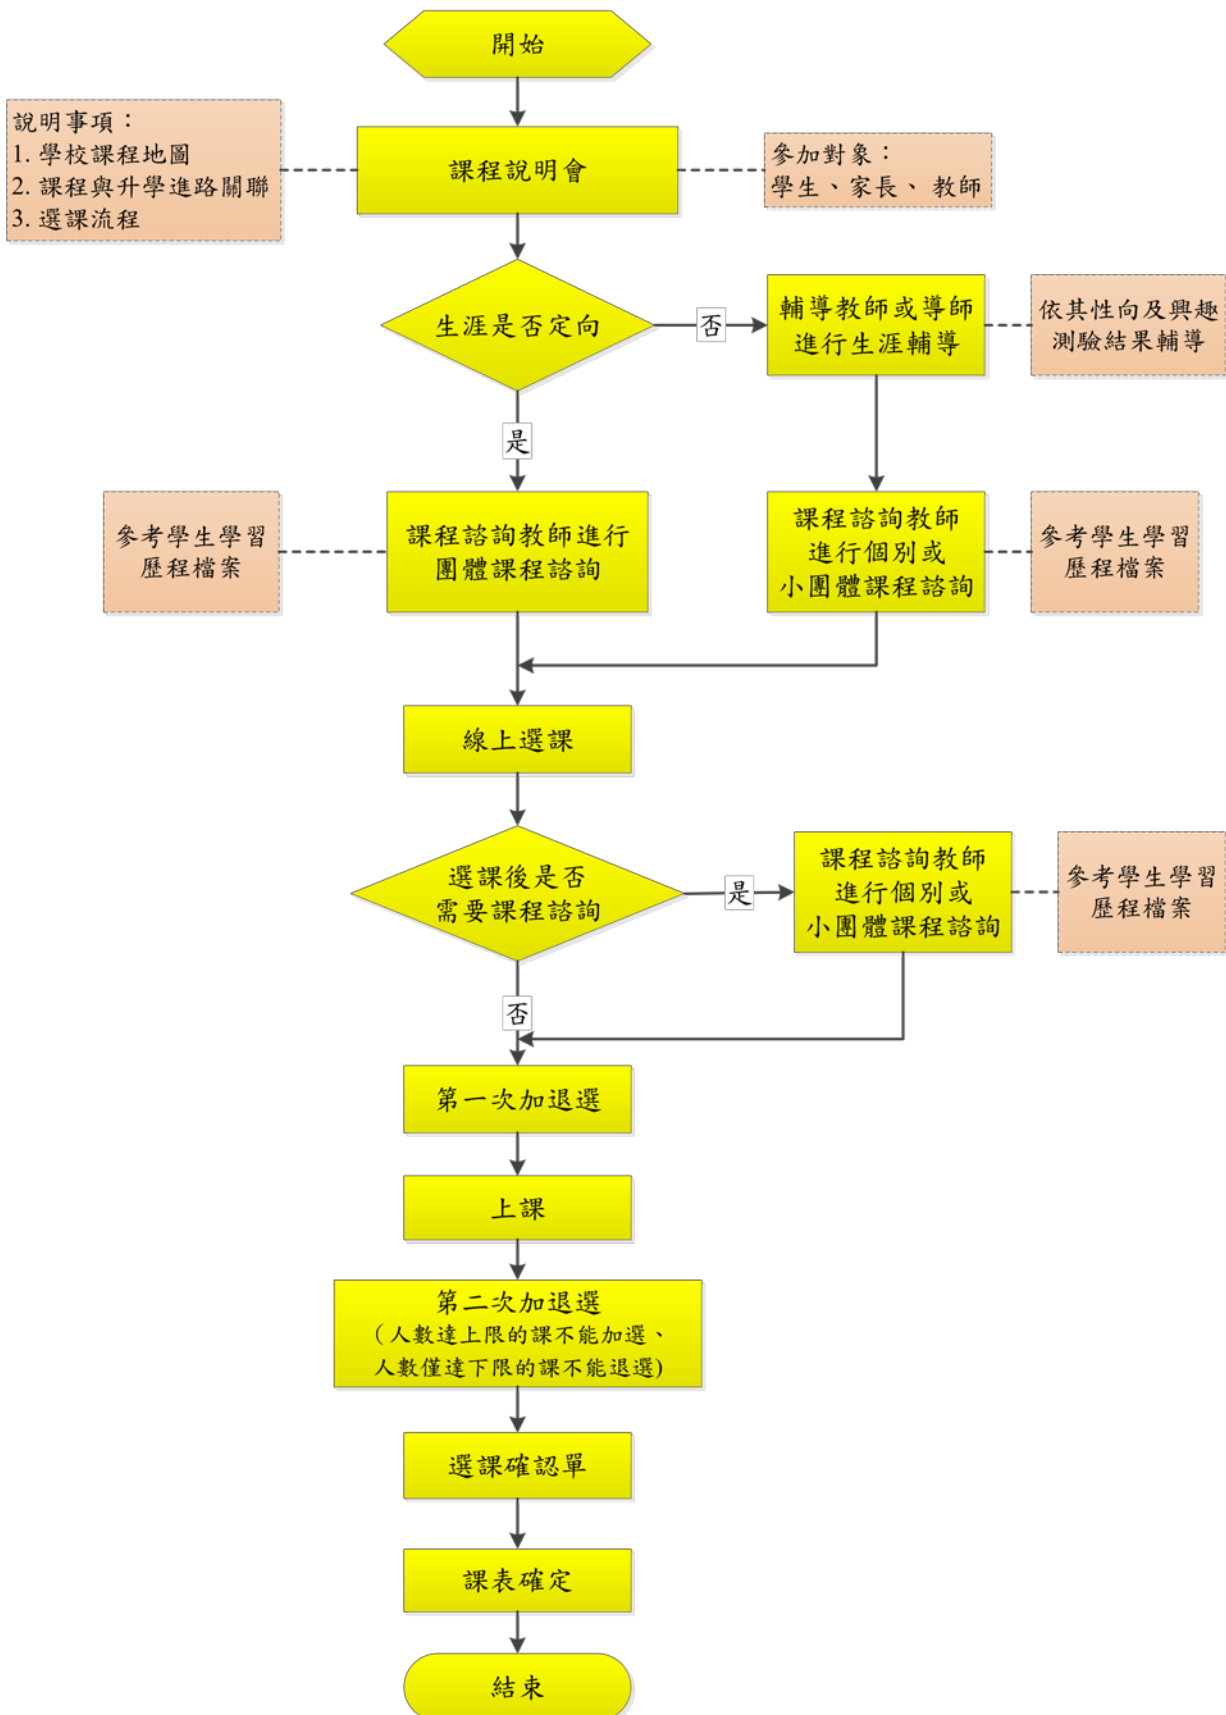 開始
說明事項：
1. 學校課程地圖
2. 課程與升學進路關聯
3. 選課流程
課程說明會
參加對象：
學生、家長、教師
生涯是否定向
否
輔導教師或導師
進行生涯輔導
依其性向及興趣
測驗結果輔導
是
參考學生學習
歷程檔案
課程諮詢教師進行
團體課程諮詢
課程諮詢教師
進行個別或
小團體課程諮詢
參考學生學習
歷程檔案
線上選課
選課後是否
需要課程諮詢
是
課程諮詢教師
進行個別或
小團體課程諮詢
參考學生學習
歷程檔案
否
第一次加退選
上課
第二次加退選
（人數達上限的課不能加選、
人數僅達下限的課不能退選)
選課確認單
課表確定
結束